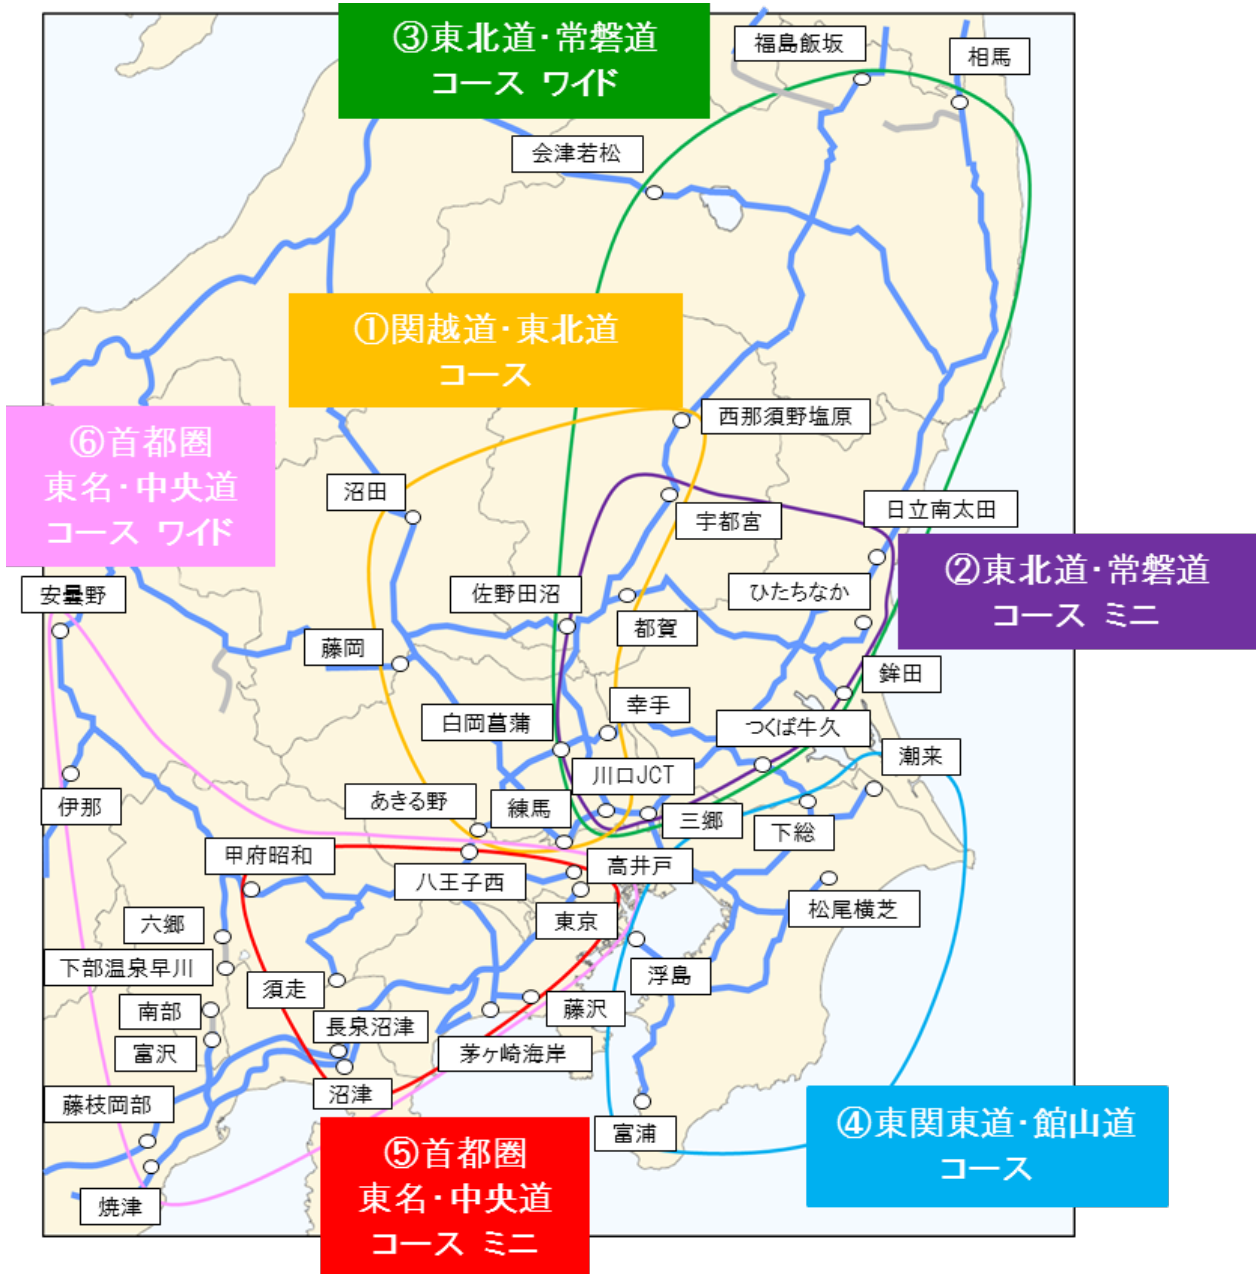 ③東北道・常磐道
コース ワイド
福島飯坂
相馬
会津若松
①関越道・東北道
コース
西那須野塩原
⑥首都圏
東名・中央道
コース ワイド
沼田
宇都宮
日立南太田
②東北道・常磐道
コース ミニ
安曇野
佐野田沼
ひたちなか
都賀
藤岡
鉾田
幸手
白岡菖蒲
つくば牛久
潮来
川口JCT
伊那
あきる野
練馬
三郷
下総
甲府昭和
高井戸
八王子西
東京
松尾横芝
六郷
下部温泉早川
須走
浮島
南部
藤沢
長泉沼津
富沢
茅ヶ崎海岸
沼津
藤枝岡部
富浦
④東関東道・館山道
コース
⑤首都圏
東名・中央道
コース ミニ
焼津